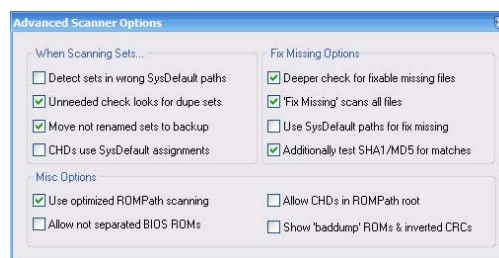 Advanced Scanner Options
When Scanning Sets...
Detect sets in wrong SysDefault paths
Unneeded check looks for dupe sets
Move not renamed sets to backup
CHDs use SysDefault assignments
Fix Missing Options
Deeper check for fixable missing files
'Fix Missing' scans all files
Use SysDefault paths for fix missing
Additionally test SHA1/MD5 for matches
Misc Options
Use optimized ROMPath scanning
Allow not separated BIOS ROMs
Allow CHDs in ROMPath root
Show 'baddump' ROMs & inverted CRCs